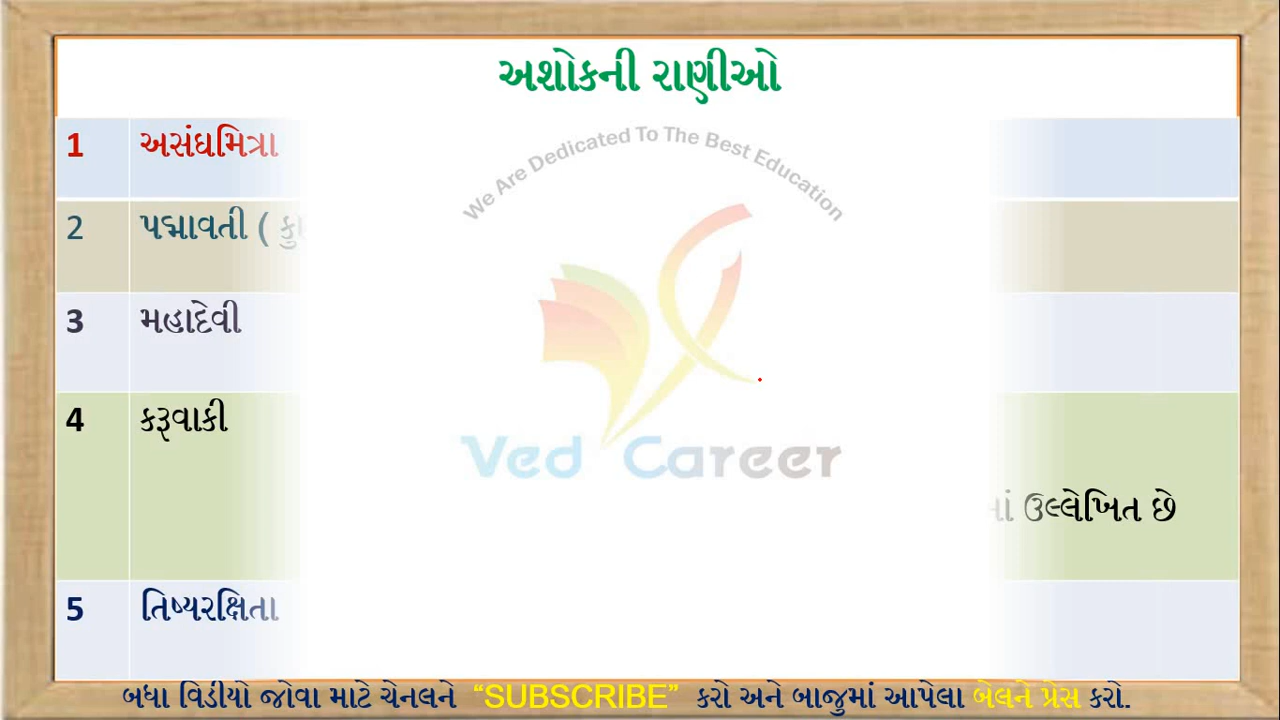 અશોકની રાણીઓ
We Are Dedicated To The Best Education
1 અસંઘમિત્રા
2 પદ્માવતી (
3 મહાદેવી
4 કરૂવાકી
ઉલ્લેખિત છે
5 તિષ્યરક્ષિતા
Ved Career
બધા વિડીયો જોવા માટે ચેનલને “SUBSCRIBE” કરો અને બાજુમાં આપેલા બેલને પ્રેસ કરો.